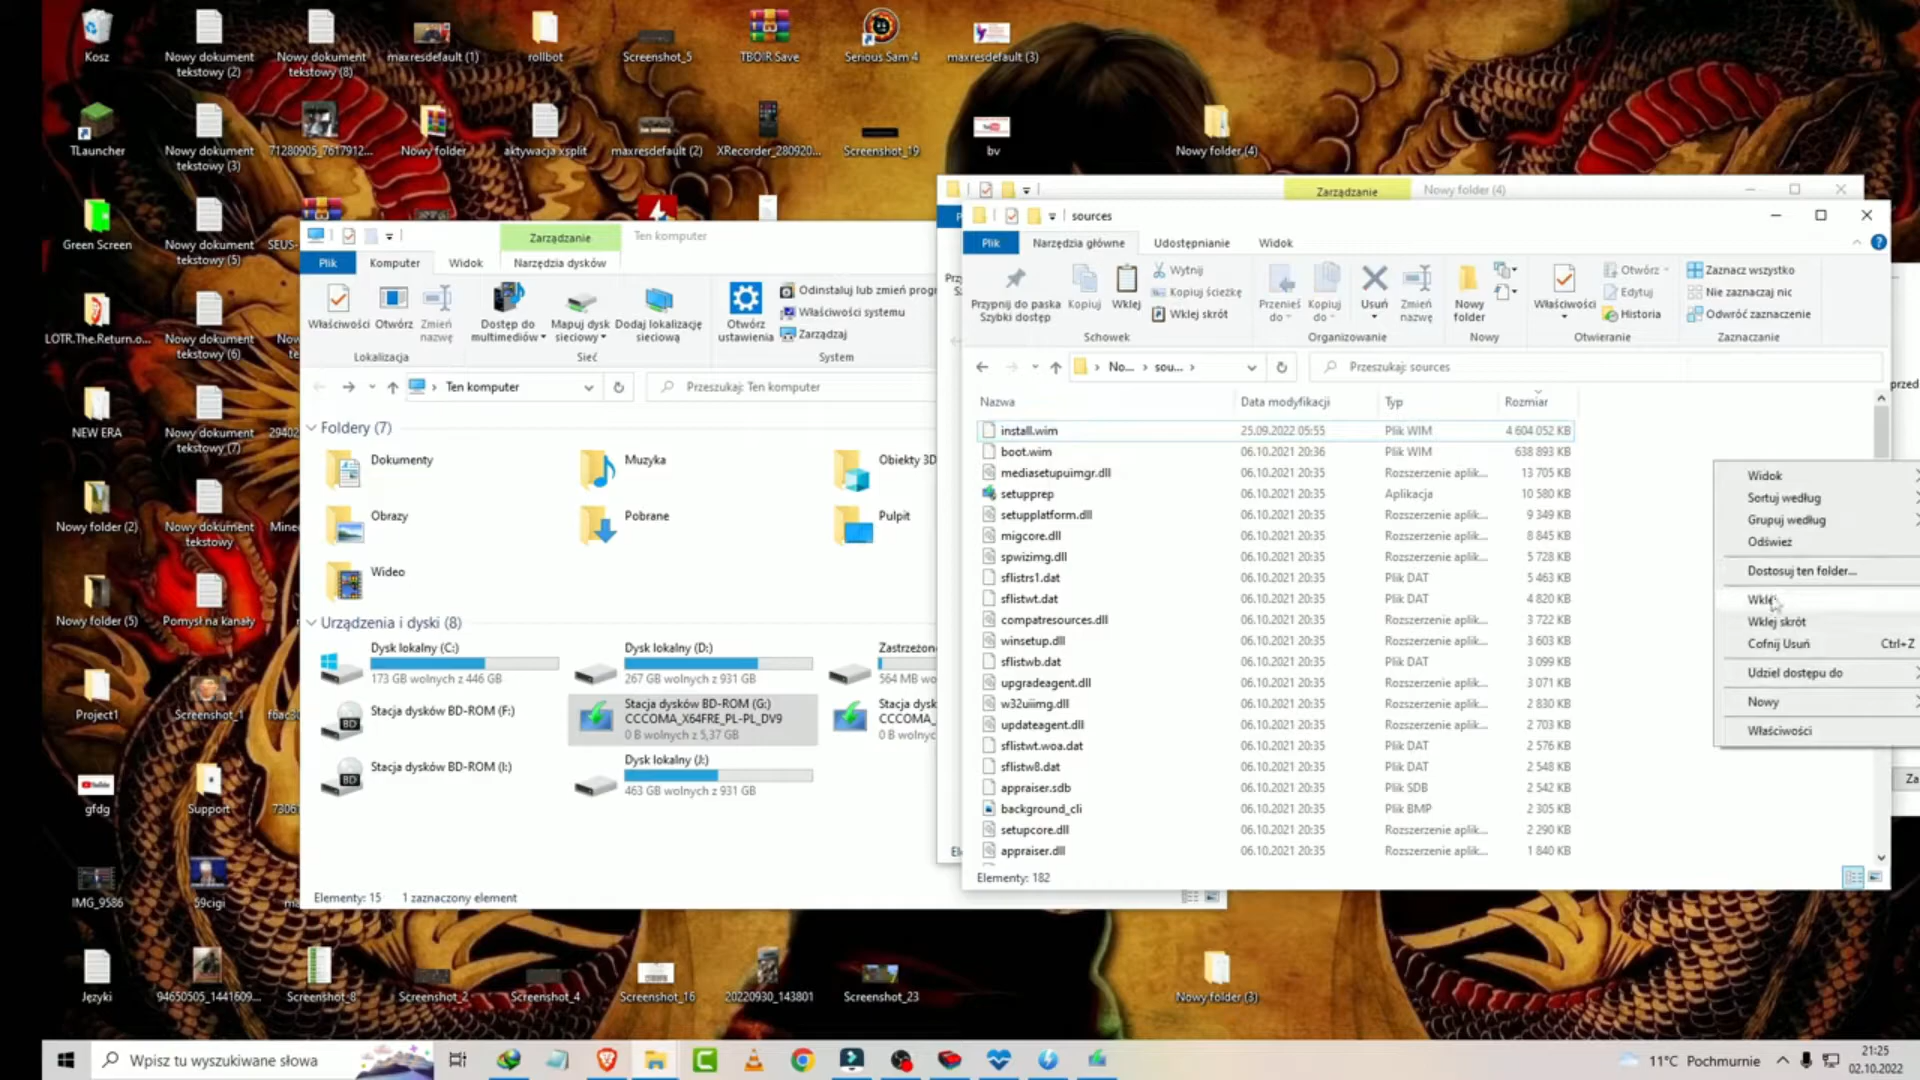 Kosz
Nowy dokument
tekstowy (2)
Nowy dokument
tekstowy (8)
maxresdefault (1)
rollbot
Screenshot_5
TBOIR Save
Serious Sam 4
maxresdefault (3)
TLauncher
Nowy dokument
tekstowy (3)
71280905_7617912...
Nowy folder
aktywacja xsplit
maxresdefault (2)
XRecorder_280920...
Screenshot_19
bv
Nowy folder (4)
Green Screen
Nowy dokument
tekstowy (5)
SEUS-
LOTR.The.Return.o...
Nowy dokument
tekstowy (6)
NEW ERA
Nowy dokument
tekstowy (7)
29402
Nowy folder (2)
Nowy dokument
tekstowy
Minec
Nowy folder (5)
Pomysł na kanały
Project1
Screenshot_1
f6a3c
gfdg
Support
73061
IMG_9586
59cigi
Języki
94650505_1441609...
Screenshot_8
Screenshot_2
Screenshot_4
Screenshot_16
20220930_143801
Screenshot_23
Nowy folder (3)
Zarządzanie
Ten komputer
Plik
Komputer
Widok
Narzędzia dysków
Właściwości
Otwórz
Zmień
nazwę
Dostęp do
multimediów
Mapuj dysk
sieciowy
Dodaj lokalizację
sieciową
Otwórz
ustawienia
Odinstaluj lub zmień prog
Właściwości systemu
Zarządzaj
Lokalizacja
Sieć
System
Ten komputer
Przeszukaj: Ten komputer
Foldery (7)
Dokumenty
Muzyka
Obiekty 3D
Obrazy
Pobrane
Pulpit
Wideo
Urządzenia i dyski (8)
Dysk lokalny (C:)
173 GB wolnych z 446 GB
Dysk lokalny (D:)
267 GB wolnych z 931 GB
Zastrzeżon
564 MB wo
Stacja dysków BD-ROM (F:)
Stacja dysków BD-ROM (G:)
CCCOMA_X64FRE_PL-PL_DV9
0 B wolnych z 5,37 GB
Stacja dysk
CCCOMA_
0 B wolnyc
Stacja dysków BD-ROM (I:)
Dysk lokalny (J:)
463 GB wolnych z 931 GB
Elementy: 15
1 zaznaczony element
Zarządzanie
Nowy folder (4)
sources
Plik
Narzędzia główne
Udostępnianie
Widok
Przypnij do paska
Szybki dostęp
Kopiuj
Wklej
Wytnij
Kopiuj ścieżkę
Wklej skrót
Przenieś
do
Kopiuj
do
Usuń
Zmień
nazwę
Nowy
folder
Właściwości
Otwórz
Edytuj
Historia
Zaznacz wszystko
Nie zaznaczaj nic
Odwróć zaznaczenie
Schowek
Organizowanie
Nowy
Otwieranie
Zaznaczanie
No...
sou...
Przeszukaj: sources
Nazwa
Data modyfikacji
Typ
Rozmiar
install.wim 25.09.2022 05:55 Plik WIM 4 604 052 KB
boot.wim 06.10.2021 20:36 Plik WIM 638 893 KB
mediasetupuimgr.dll 06.10.2021 20:35 Rozszerzenie aplik... 13 705 KB
setupprep 06.10.2021 20:35 Aplikacja 10 580 KB
setupplatform.dll 06.10.2021 20:35 Rozszerzenie aplik... 9 349 KB
migcore.dll 06.10.2021 20:35 Rozszerzenie aplik... 8 845 KB
spwizimg.dll 06.10.2021 20:35 Rozszerzenie aplik... 5 728 KB
sflistrs1.dat 06.10.2021 20:35 Plik DAT 5 463 KB
sflistwt.dat 06.10.2021 20:35 Plik DAT 4 820 KB
compatresources.dll 06.10.2021 20:35 Rozszerzenie aplik... 3 722 KB
winsetup.dll 06.10.2021 20:35 Rozszerzenie aplik... 3 603 KB
sflistwb.dat 06.10.2021 20:35 Plik DAT 3 099 KB
upgradeagent.dll 06.10.2021 20:35 Rozszerzenie aplik... 3 071 KB
w32uiimg.dll 06.10.2021 20:35 Rozszerzenie aplik... 2 830 KB
updateagent.dll 06.10.2021 20:35 Rozszerzenie aplik... 2 703 KB
sflistwt.woa.dat 06.10.2021 20:35 Plik DAT 2 576 KB
sflistw8.dat 06.10.2021 20:35 Plik DAT 2 548 KB
appraiser.sdb 06.10.2021 20:35 Plik SDB 2 542 KB
background_cli 06.10.2021 20:35 Plik BMP 2 305 KB
setupcore.dll 06.10.2021 20:35 Rozszerzenie aplik... 2 290 KB
appraiser.dll 06.10.2021 20:35 Rozszerzenie aplik... 1 840 KB
Elementy: 182
Widok
Sortuj według
Grupuj według
Odśwież
Dostosuj ten folder...
Wklej
Wklej skrót
Cofnij Usuń Ctrl+Z
Udziel dostępu do
Nowy
Właściwości
przed
Za
Wpisz tu wyszukiwane słowa
11°C Pochmurnie
21:25
02.10.2022